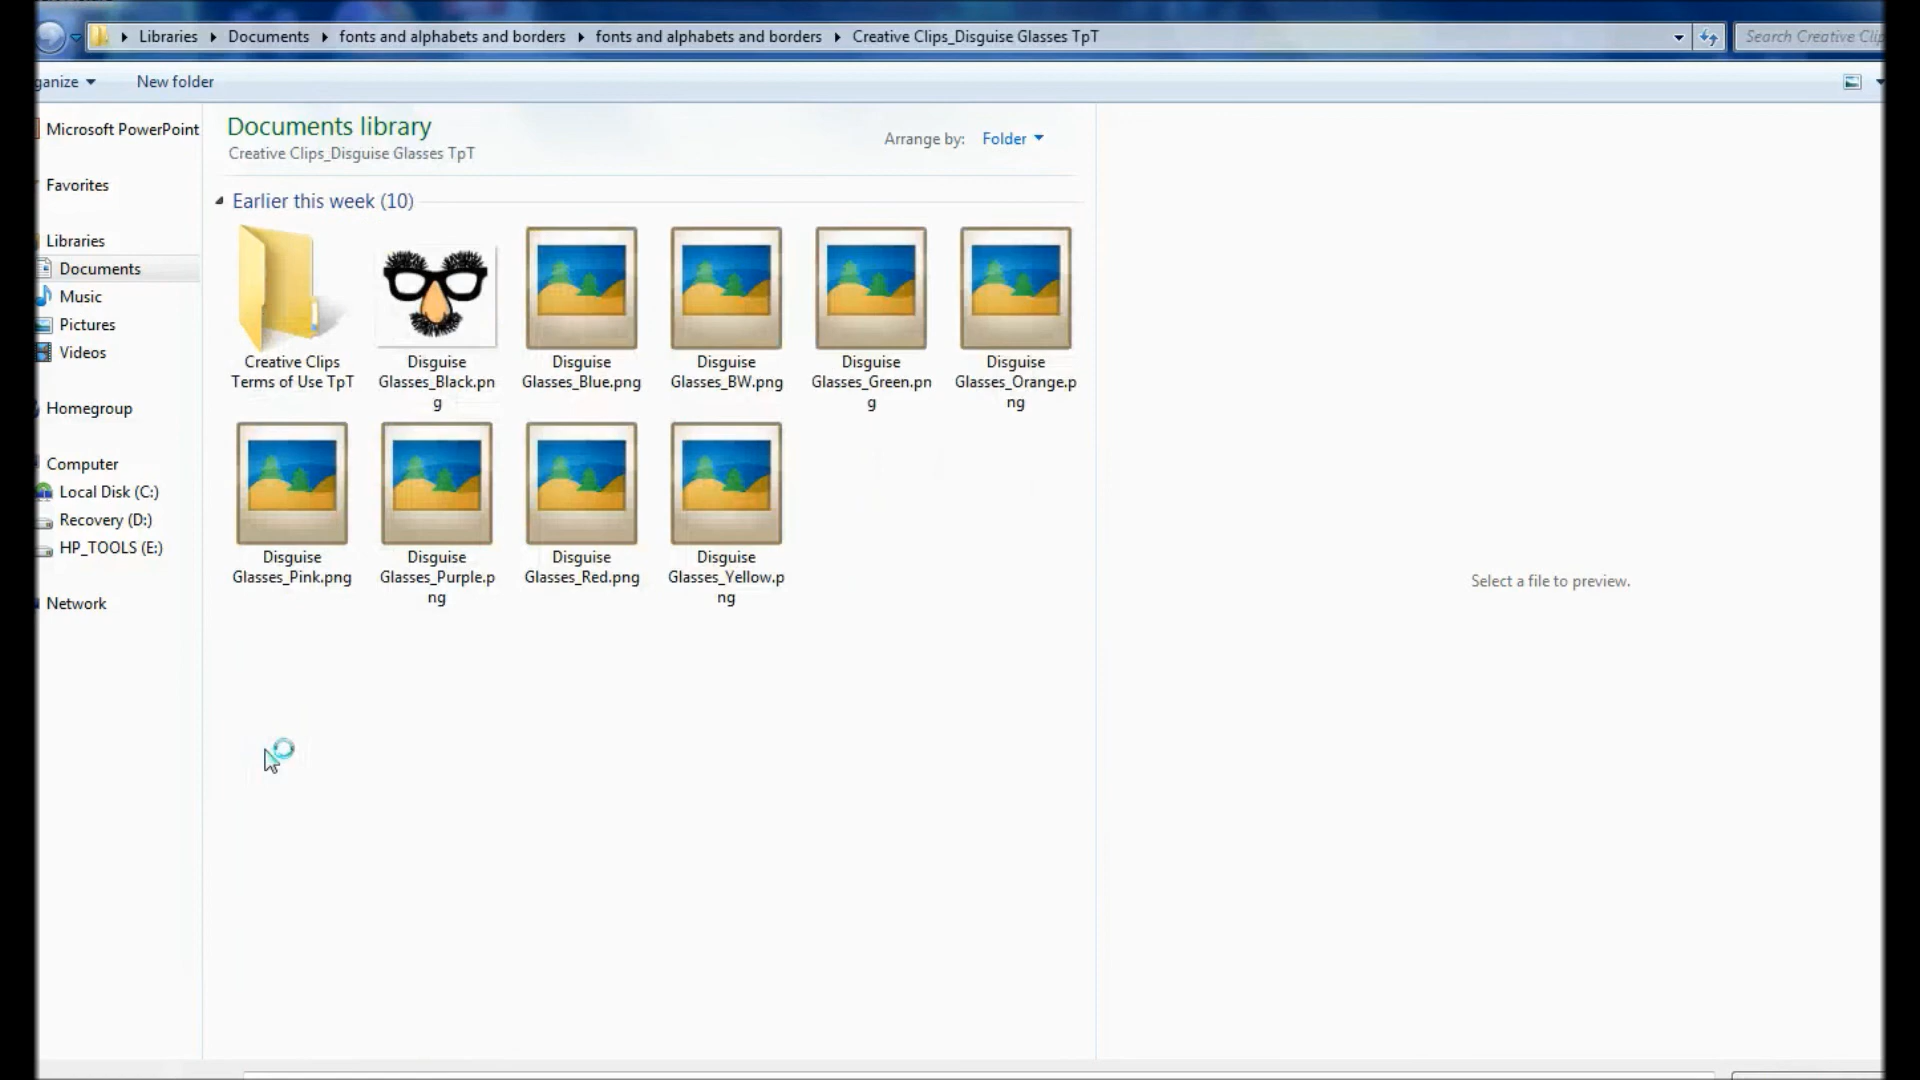 Libraries Documents fonts and alphabets and borders fonts and alphabets and borders Creative Clips_Disguise Glasses TpT Search Creative Clip
ganize New folder
Microsoft PowerPoint
Favorites
Libraries
Documents
Music
Pictures
Videos
Homegroup
Computer
Local Disk (C:)
Recovery (D:)
HP_TOOLS (E:)
Network
Documents library
Creative Clips_Disguise Glasses TpT
Arrange by: Folder
Earlier this week (10)
Creative Clips
Terms of Use TpT
Disguise
Glasses_Black.pn
g
Disguise
Glasses_Blue.png
Disguise
Glasses_BW.png
Disguise
Glasses_Green.pn
g
Disguise
Glasses_Orange.p
ng
Disguise
Glasses_Pink.png
Disguise
Glasses_Purple.p
ng
Disguise
Glasses_Red.png
Disguise
Glasses_Yellow.p
ng
Select a file to preview.